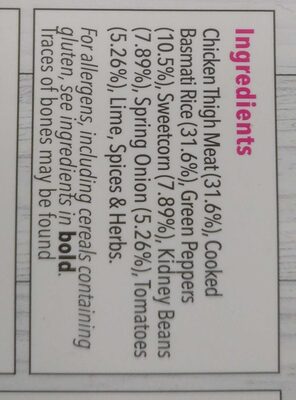 Ingredients
Chicken Thigh Meat (31.6%), Cooked
Basmati Rice (31.6%), Green Peppers
(10.5%), Sweetcorn (7.89%), Kidney Beans
(7.89%), Spring Onion (5.26%), Tomatoes
(5.26%), Lime, Spices & Herbs.
For allergens, including cereals containing
gluten, see ingredients in bold.
Traces of bones may be found